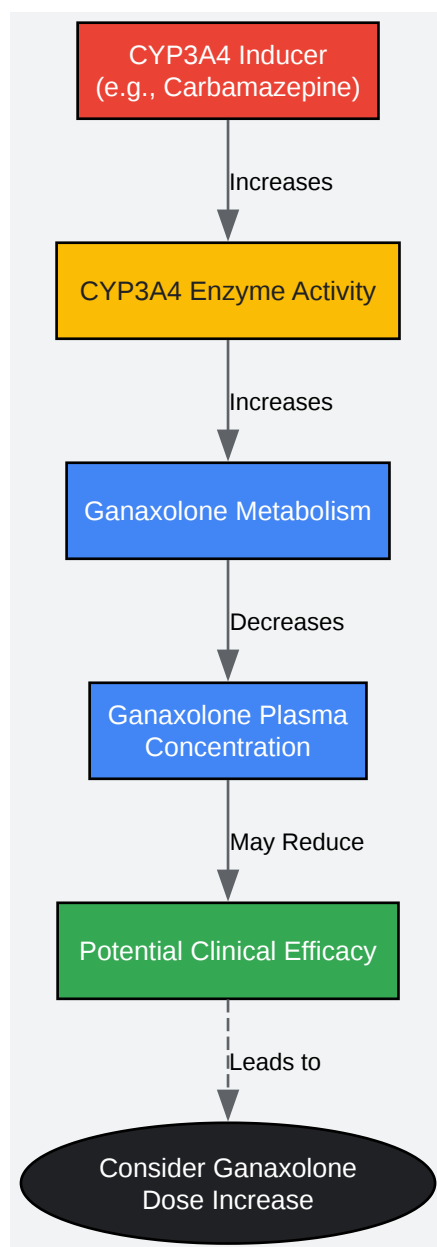 CYP3A4 Inducer
(e.g., Carbamazepine)
Increases
CYP3A4 Enzyme Activity
Increases
Ganaxolone Metabolism
Decreases
Ganaxolone Plasma
Concentration
May Reduce
Potential Clinical Efficacy
Leads to
Consider Ganaxolone
Dose Increase